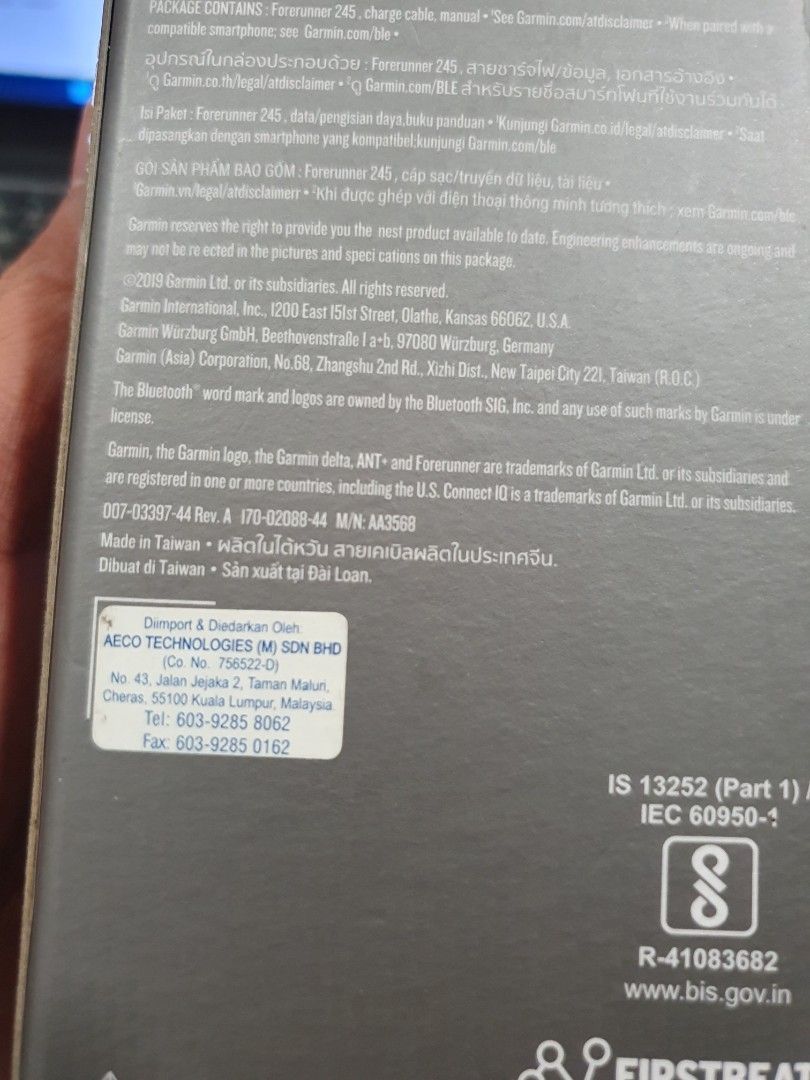 PACKAGE CONTAINS : Forerunner 245 , charge cable, manual • ¹See Garmin.com/atdisclaimer • ²When paired with a
compatible smartphone; see Garmin.com/ble •
อุปกรณ์ในกล่องประกอบด้วย : Forerunner 245 , สายชาร์จไฟ/ข้อมูล, เอกสารอ้างอิง •
¹ดู Garmin.co.th/legal/atdisclaimer • ²ดู Garmin.com/BLE สำหรับรายชื่อสมาร์ทโฟนที่ใช้งานร่วมกันได้ •
Isi Paket : Forerunner 245 , data/pengisian daya,buku panduan • ¹Kunjungi Garmin.co.id/legal/atdisclaimer • ²Saat
dipasangkan dengan smartphone yang kompatibel:kunjungi Garmin.com/ble
GÓI SẢN PHẨM BAO GỒM : Forerunner 245 , cáp sạc/truyền dữ liệu, tài liệu •
¹Garmin.vn/legal/atdisclaimerr • ²Khi được ghép với điện thoại thông minh tương thích ; xem Garmin.com/ble
Garmin reserves the right to provide you the nest product available to date. Engineering enhancements are ongoing and
may not be re ected in the pictures and speci cations on this package.
©2019 Garmin Ltd. or its subsidiaries. All rights reserved.
Garmin International, Inc., 1200 East 151st Street, Olathe, Kansas 66062, U.S.A.
Garmin Würzburg GmbH, Beethovenstraße 1 a+b, 97080 Würzburg, Germany
Garmin (Asia) Corporation, No.68, Zhangshu 2nd Rd., Xizhi Dist., New Taipei City 221, Taiwan (R.O.C.)
The Bluetooth® word mark and logos are owned by the Bluetooth SIG, Inc. and any use of such marks by Garmin is under
license.
Garmin, the Garmin logo, the Garmin delta, ANT+ and Forerunner are trademarks of Garmin Ltd. or its subsidiaries and
are registered in one or more countries, including the U.S. Connect IQ is a trademarks of Garmin Ltd. or its subsidiaries.
007-03397-44 Rev. A 170-02088-44 M/N: AA3568
Made in Taiwan • ผลิตในไต้หวัน สายเคเบิลผลิตในประเทศจีน.
Dibuat di Taiwan • Sản xuất tại Đài Loan.
Diimport & Diedarkan Oleh:
AECO TECHNOLOGIES (M) SDN BHD
(Co. No. 756522-D)
No. 43, Jalan Jejaka 2, Taman Maluri,
Cheras, 55100 Kuala Lumpur, Malaysia
Tel: 603-9285 8062
Fax: 603-9285 0162
IS 13252 (Part 1) /
IEC 60950-1
R-41083682
www.bis.gov.in
FIRSTBEAT